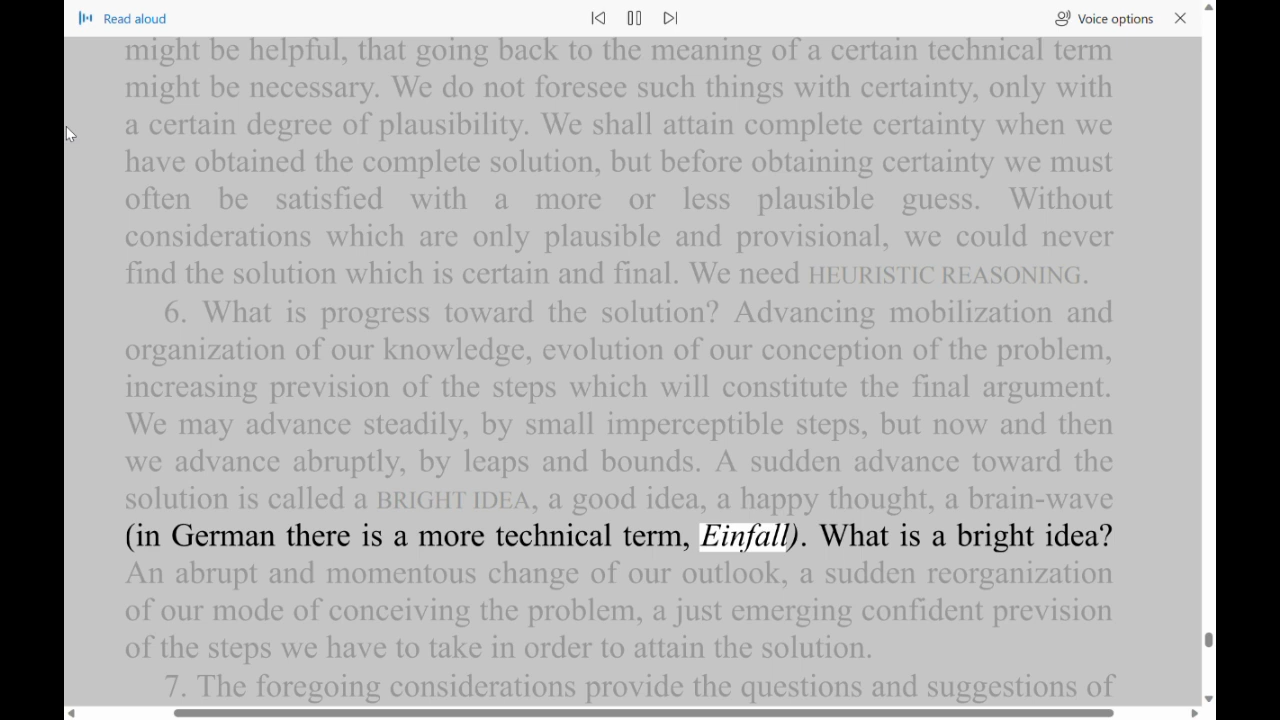 Read aloud
Voice options
might be helpful, that going back to the meaning of a certain technical term
might be necessary. We do not foresee such things with certainty, only with
a certain degree of plausibility. We shall attain complete certainty when we
have obtained the complete solution, but before obtaining certainty we must
often be satisfied with a more or less plausible guess. Without
considerations which are only plausible and provisional, we could never
find the solution which is certain and final. We need HEURISTIC REASONING.
6. What is progress toward the solution? Advancing mobilization and
organization of our knowledge, evolution of our conception of the problem,
increasing prevision of the steps which will constitute the final argument.
We may advance steadily, by small imperceptible steps, but now and then
we advance abruptly, by leaps and bounds. A sudden advance toward the
solution is called a BRIGHT IDEA, a good idea, a happy thought, a brain-wave
(in German there is a more technical term, Einfall). What is a bright idea?
An abrupt and momentous change of our outlook, a sudden reorganization
of our mode of conceiving the problem, a just emerging confident prevision
of the steps we have to take in order to attain the solution.
7. The foregoing considerations provide the questions and suggestions of